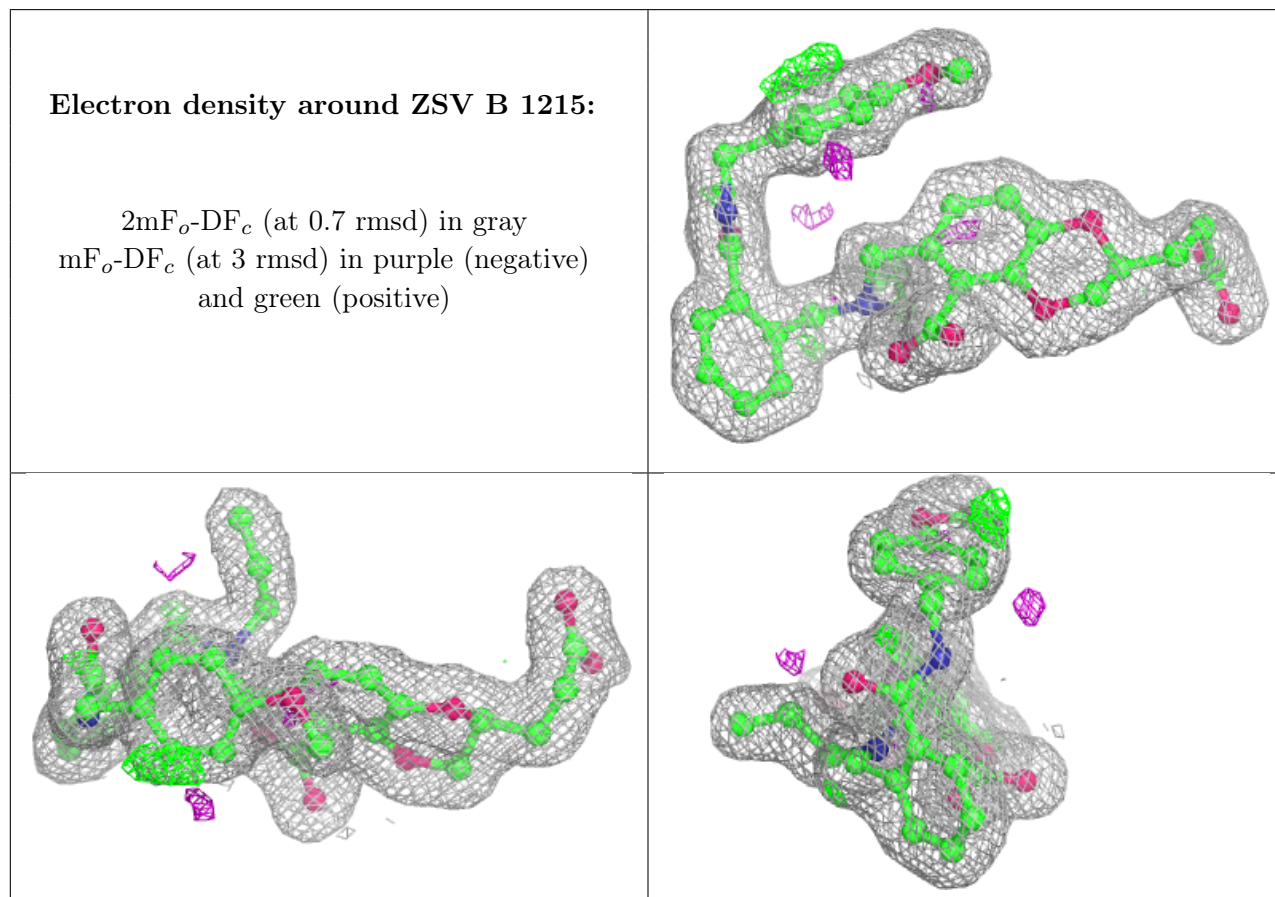 Electron density around ZSV B 1215:
2mFo-DFc (at 0.7 rmsd) in gray
mFo-DFc (at 3 rmsd) in purple (negative)
and green (positive)